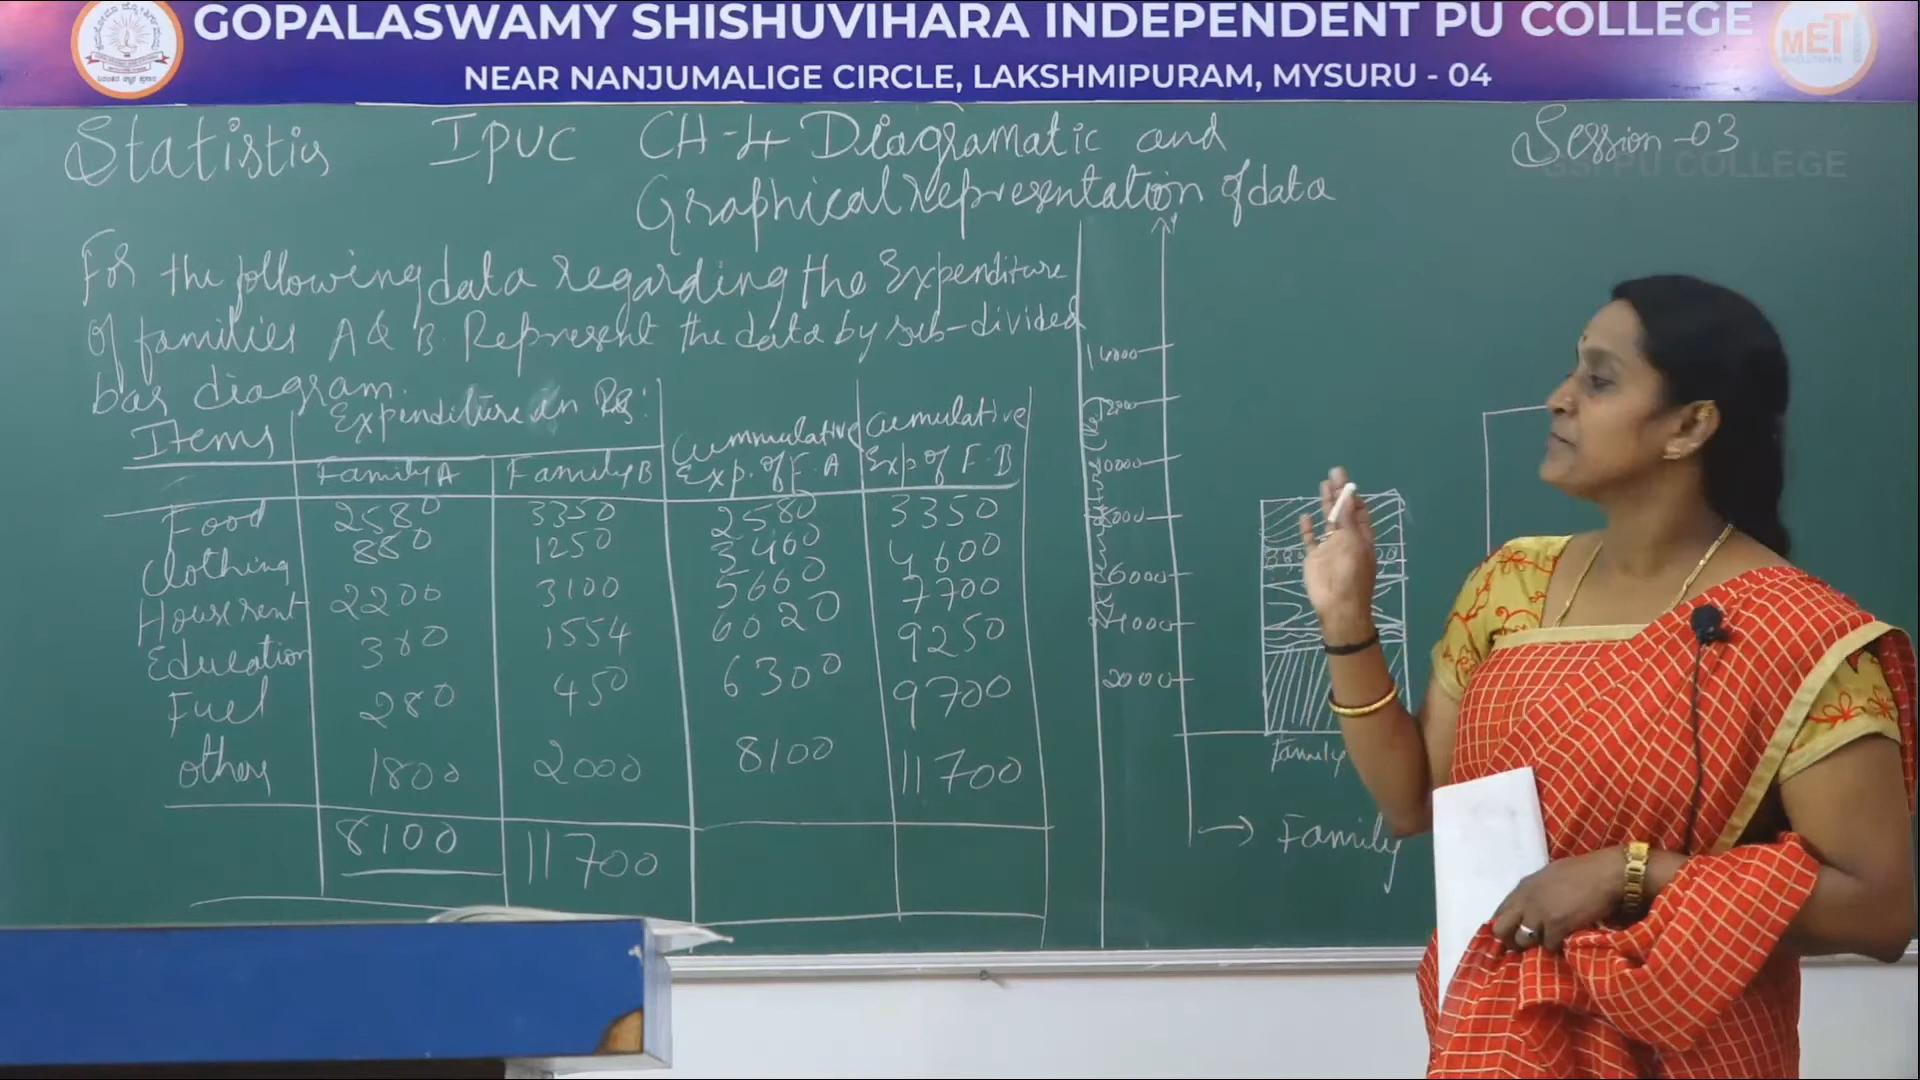 GOPALASWAMY SHISHUVIHARA INDEPENDENT PU COLLEGE
NEAR NANJUMALIGE CIRCLE, LAKSHMIPURAM, MYSURU - 04
MET
Statistics IPUC CH-4 Diagramatic and Session-03
GSI PU COLLEGE
Graphical representation of data
For the following data regarding the Expenditure
of families A & B. Represent the data by sub-divided
bar diagram.
Items Expenditure in Rs: Cummulative Exp. of F. A Cumulative Exp of F. B
Family A Family B
Food 2580 3350 2580 3350
Clothing 880 1250 3460 4600
House rent 2200 3100 5660 7700
Education 380 1554 6020 9250
Fuel 280 450 6300 9700
others 1800 2000 8100 11700
8100 11700
Y
14000
10000
8000
6000
4000
2000
Family
→ Family